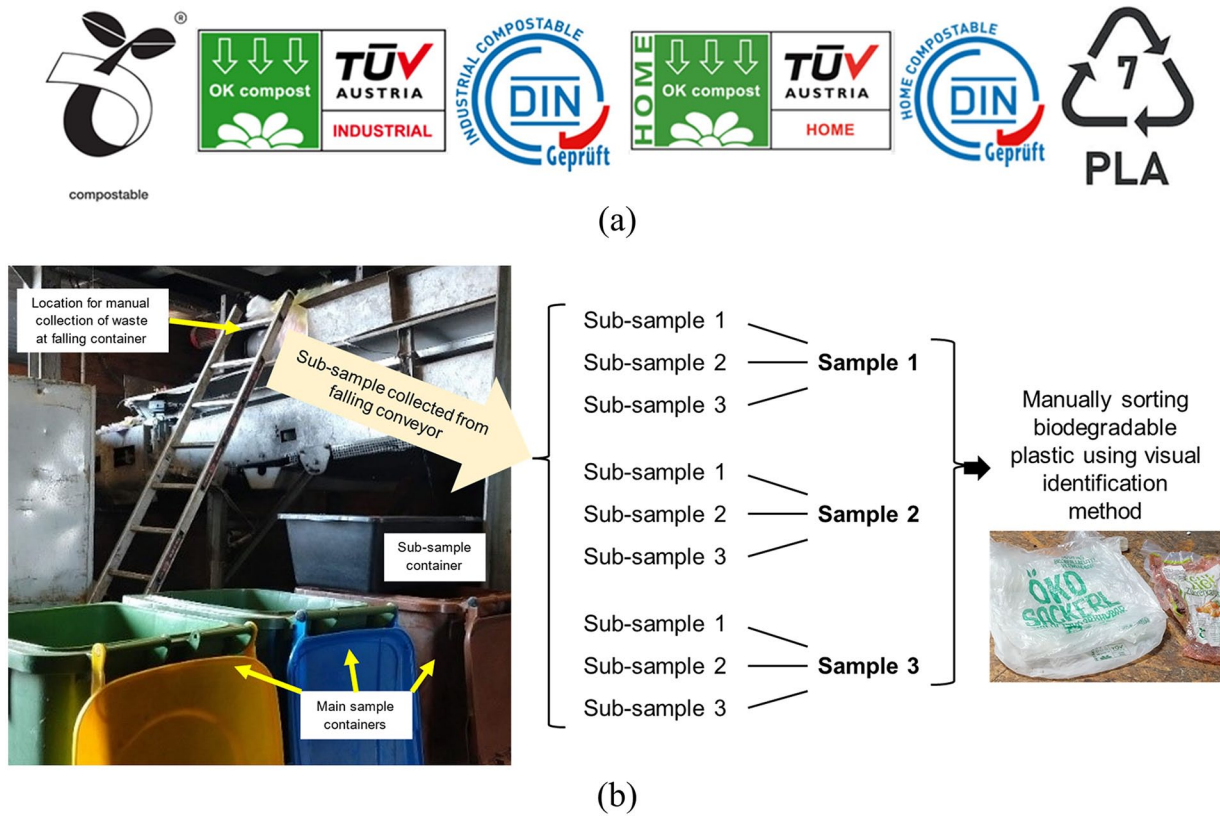 ®
compostable
OK compost
TÜV
AUSTRIA
INDUSTRIAL
INDUSTRIAL COMPOSTABLE
DIN
Geprüft
HOME
OK compost
TÜV
AUSTRIA
HOME
HOME COMPOSTABLE
DIN
Geprüft
7
PLA
(a)
Location for manual
collection of waste
at falling container
Sub-sample collected from
falling conveyor
Sub-sample
container
Main sample
containers
Sub-sample 1
Sub-sample 2
Sub-sample 3
Sample 1
Sub-sample 1
Sub-sample 2
Sub-sample 3
Sample 2
Sub-sample 1
Sub-sample 2
Sub-sample 3
Sample 3
Manually sorting
biodegradable
plastic using visual
identification
method
ÖKO
SACKERL
(b)